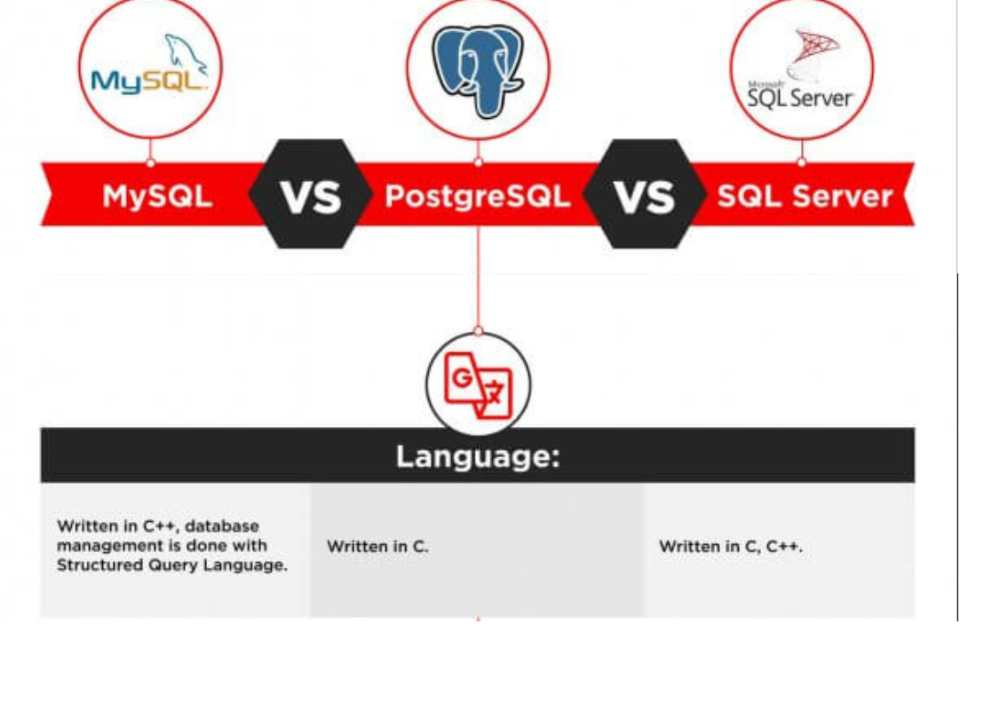 MySQL
Microsoft
SQL Server
MySQL
VS
PostgreSQL
VS
SQL Server
G
文
Language:
Written in C++, database
management is done with
Structured Query Language.
Written in C.
Written in C, C++.